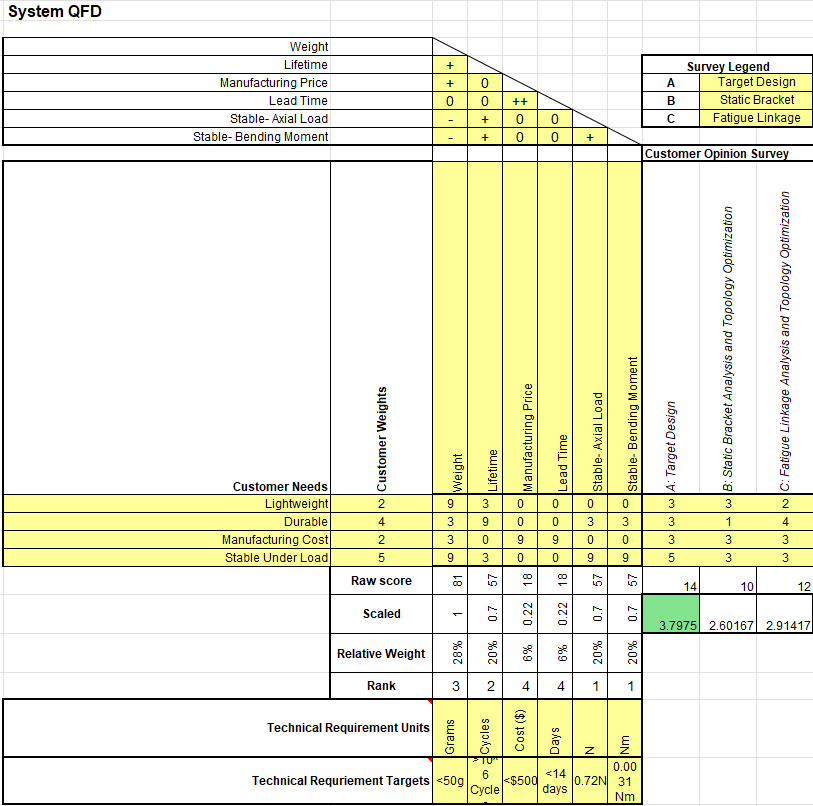 System QFD
Weight
Lifetime +
Manufacturing Price + 0
Lead Time 0 0 ++
Stable- Axial Load - + 0 0
Stable- Bending Moment - + 0 0 +
Survey Legend
A Target Design
B Static Bracket
C Fatigue Linkage
Customer Opinion Survey
Customer Needs
Customer Weights
Weight
Lifetime
Manufacturing Price
Lead Time
Stable- Axial Load
Stable- Bending Moment
A: Target Design
B: Static Bracket Analysis and Topology Optimization
C: Fatigue Linkage Analysis and Topology Optimization
Lightweight 2 9 3 0 0 0 0 3 3 2
Durable 4 3 9 0 0 3 3 3 1 4
Manufacturing Cost 2 3 0 9 9 0 0 3 3 3
Stable Under Load 5 9 3 0 0 9 9 5 3 3
Raw score 81 57 18 18 57 57 14 10 12
Scaled 1 0.7 0.22 0.22 0.7 0.7 3.7975 2.60167 2.91417
Relative Weight 28% 20% 6% 6% 20% 20%
Rank 3 2 4 4 1 1
Technical Requirement Units Grams Cycles Cost ($) Days N Nm
Technical Requriement Targets <50g >10^ 6 Cycle <$500 <14 days 0.72N 0.00 31 Nm